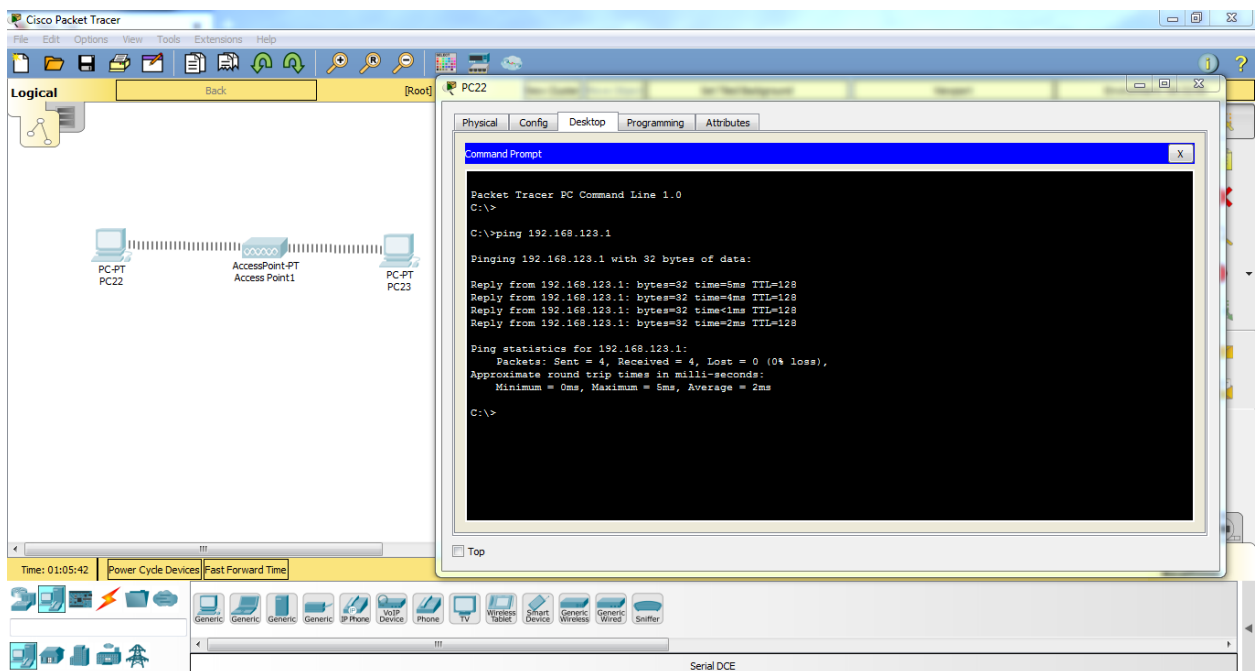 Cisco Packet Tracer
File Edit Options View Tools Extensions Help
Logical
Back
[Root]
PC-PT
PC22
AccessPoint-PT
Access Point1
PC-PT
PC23
PC22
Physical Config Desktop Programming Attributes
Command Prompt
X
Packet Tracer PC Command Line 1.0
C:\>
C:\>ping 192.168.123.1
Pinging 192.168.123.1 with 32 bytes of data:
Reply from 192.168.123.1: bytes=32 time=5ms TTL=128
Reply from 192.168.123.1: bytes=32 time=4ms TTL=128
Reply from 192.168.123.1: bytes=32 time<1ms TTL=128
Reply from 192.168.123.1: bytes=32 time=2ms TTL=128
Ping statistics for 192.168.123.1:
Packets: Sent = 4, Received = 4, Lost = 0 (0% loss),
Approximate round trip times in milli-seconds:
Minimum = 0ms, Maximum = 5ms, Average = 2ms
C:\>
Top
Time: 01:05:42 Power Cycle Devices Fast Forward Time
Generic Generic Generic Generic IP Phone VoIP Device Phone TV Wireless Tablet Smart Device Generic Wireless Generic Wired Sniffer
Serial DCE